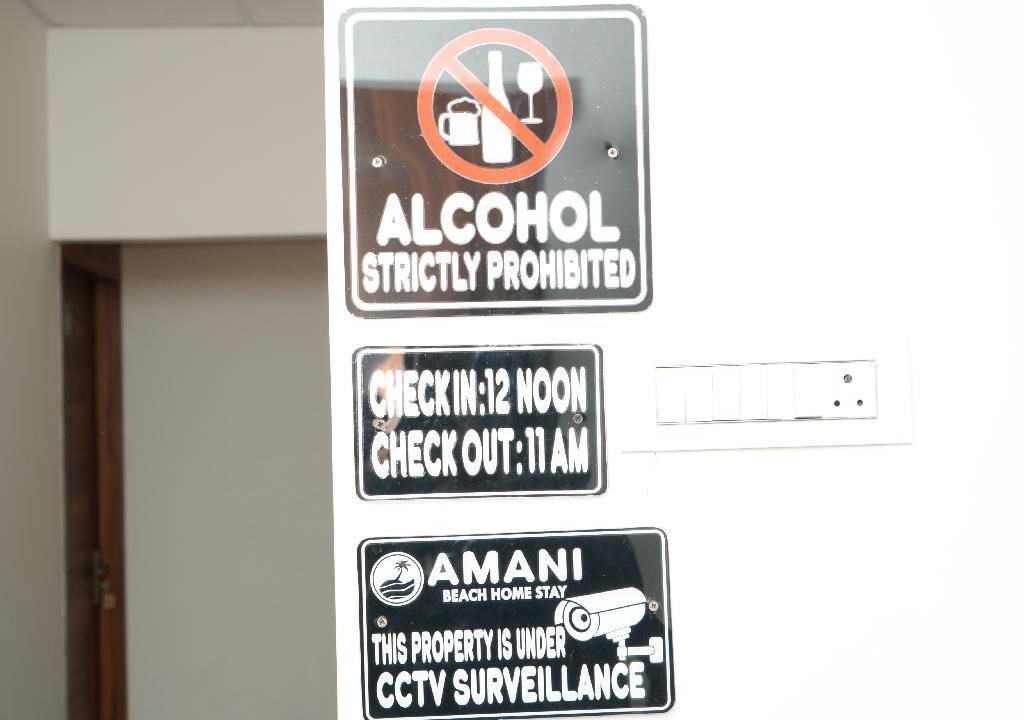 ALCOHOL
STRICTLY PROHIBITED
CHECK IN:12 NOON
CHECK OUT:11 AM
AMANI
BEACH HOME STAY
THIS PROPERTY IS UNDER
CCTV SURVEILLANCE